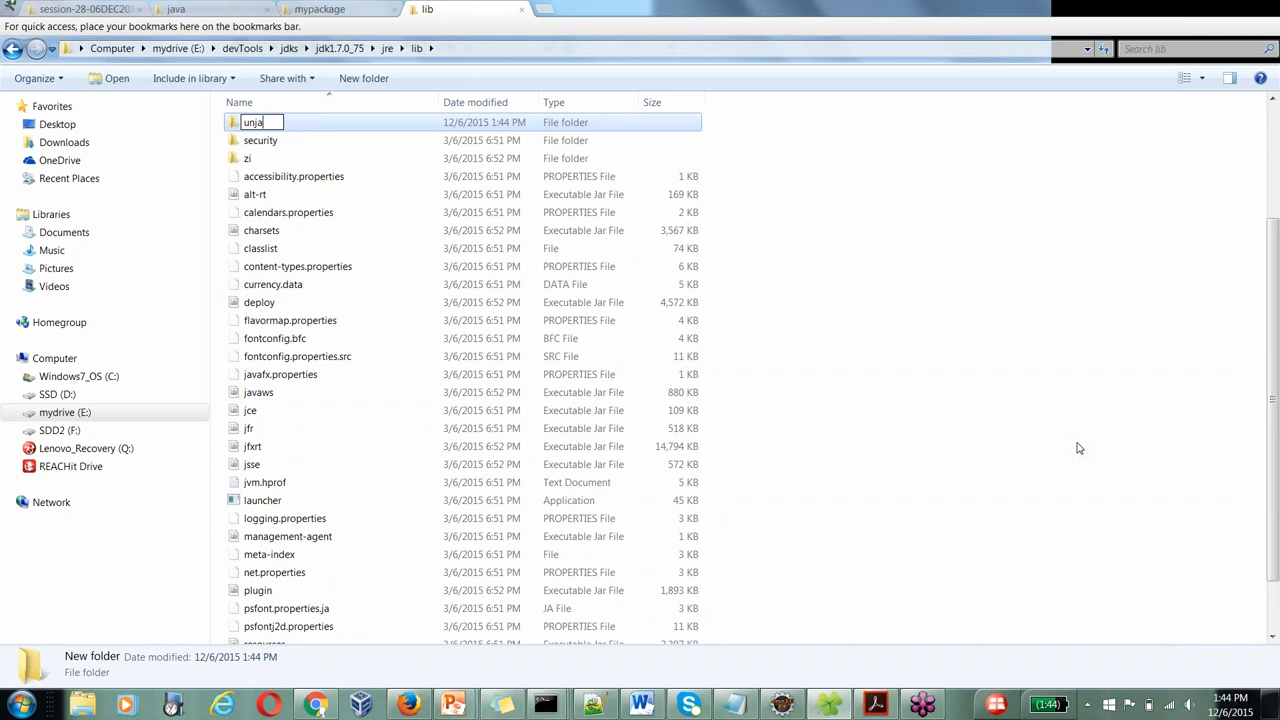 session-28-06DEC20
java
mypackage
lib
For quick access, place your bookmarks here on the bookmarks bar.
Computer mydrive (E:) devTools jdks jdk1.7.0_75 jre lib
Search lib
Organize Open Include in library Share with New folder
Name Date modified Type Size
Favorites
Desktop
Downloads
OneDrive
Recent Places
Libraries
Documents
Music
Pictures
Videos
Homegroup
Computer
Windows7_OS (C:)
SSD (D:)
mydrive (E:)
SDD2 (F:)
Lenovo_Recovery (Q:)
REACHit Drive
Network
unja 12/6/2015 1:44 PM File folder
security 3/6/2015 6:51 PM File folder
zi 3/6/2015 6:52 PM File folder
accessibility.properties 3/6/2015 6:51 PM PROPERTIES File 1 KB
alt-rt 3/6/2015 6:51 PM Executable Jar File 169 KB
calendars.properties 3/6/2015 6:51 PM PROPERTIES File 2 KB
charsets 3/6/2015 6:52 PM Executable Jar File 3,567 KB
classlist 3/6/2015 6:51 PM File 74 KB
content-types.properties 3/6/2015 6:51 PM PROPERTIES File 6 KB
currency.data 3/6/2015 6:51 PM DATA File 5 KB
deploy 3/6/2015 6:52 PM Executable Jar File 4,572 KB
flavormap.properties 3/6/2015 6:51 PM PROPERTIES File 4 KB
fontconfig.bfc 3/6/2015 6:51 PM BFC File 4 KB
fontconfig.properties.src 3/6/2015 6:51 PM SRC File 11 KB
javafx.properties 3/6/2015 6:51 PM PROPERTIES File 1 KB
javaws 3/6/2015 6:52 PM Executable Jar File 880 KB
jce 3/6/2015 6:51 PM Executable Jar File 109 KB
jfr 3/6/2015 6:51 PM Executable Jar File 518 KB
jfxrt 3/6/2015 6:52 PM Executable Jar File 14,794 KB
jsse 3/6/2015 6:52 PM Executable Jar File 572 KB
jvm.hprof 3/6/2015 6:51 PM Text Document 5 KB
launcher 3/6/2015 6:51 PM Application 45 KB
logging.properties 3/6/2015 6:51 PM PROPERTIES File 3 KB
management-agent 3/6/2015 6:51 PM Executable Jar File 1 KB
meta-index 3/6/2015 6:51 PM File 3 KB
net.properties 3/6/2015 6:51 PM PROPERTIES File 3 KB
plugin 3/6/2015 6:51 PM Executable Jar File 1,893 KB
psfont.properties.ja 3/6/2015 6:51 PM JA File 3 KB
psfontj2d.properties 3/6/2015 6:51 PM PROPERTIES File 11 KB
New folder Date modified: 12/6/2015 1:44 PM
File folder
(1:44)
1:44 PM
12/6/2015